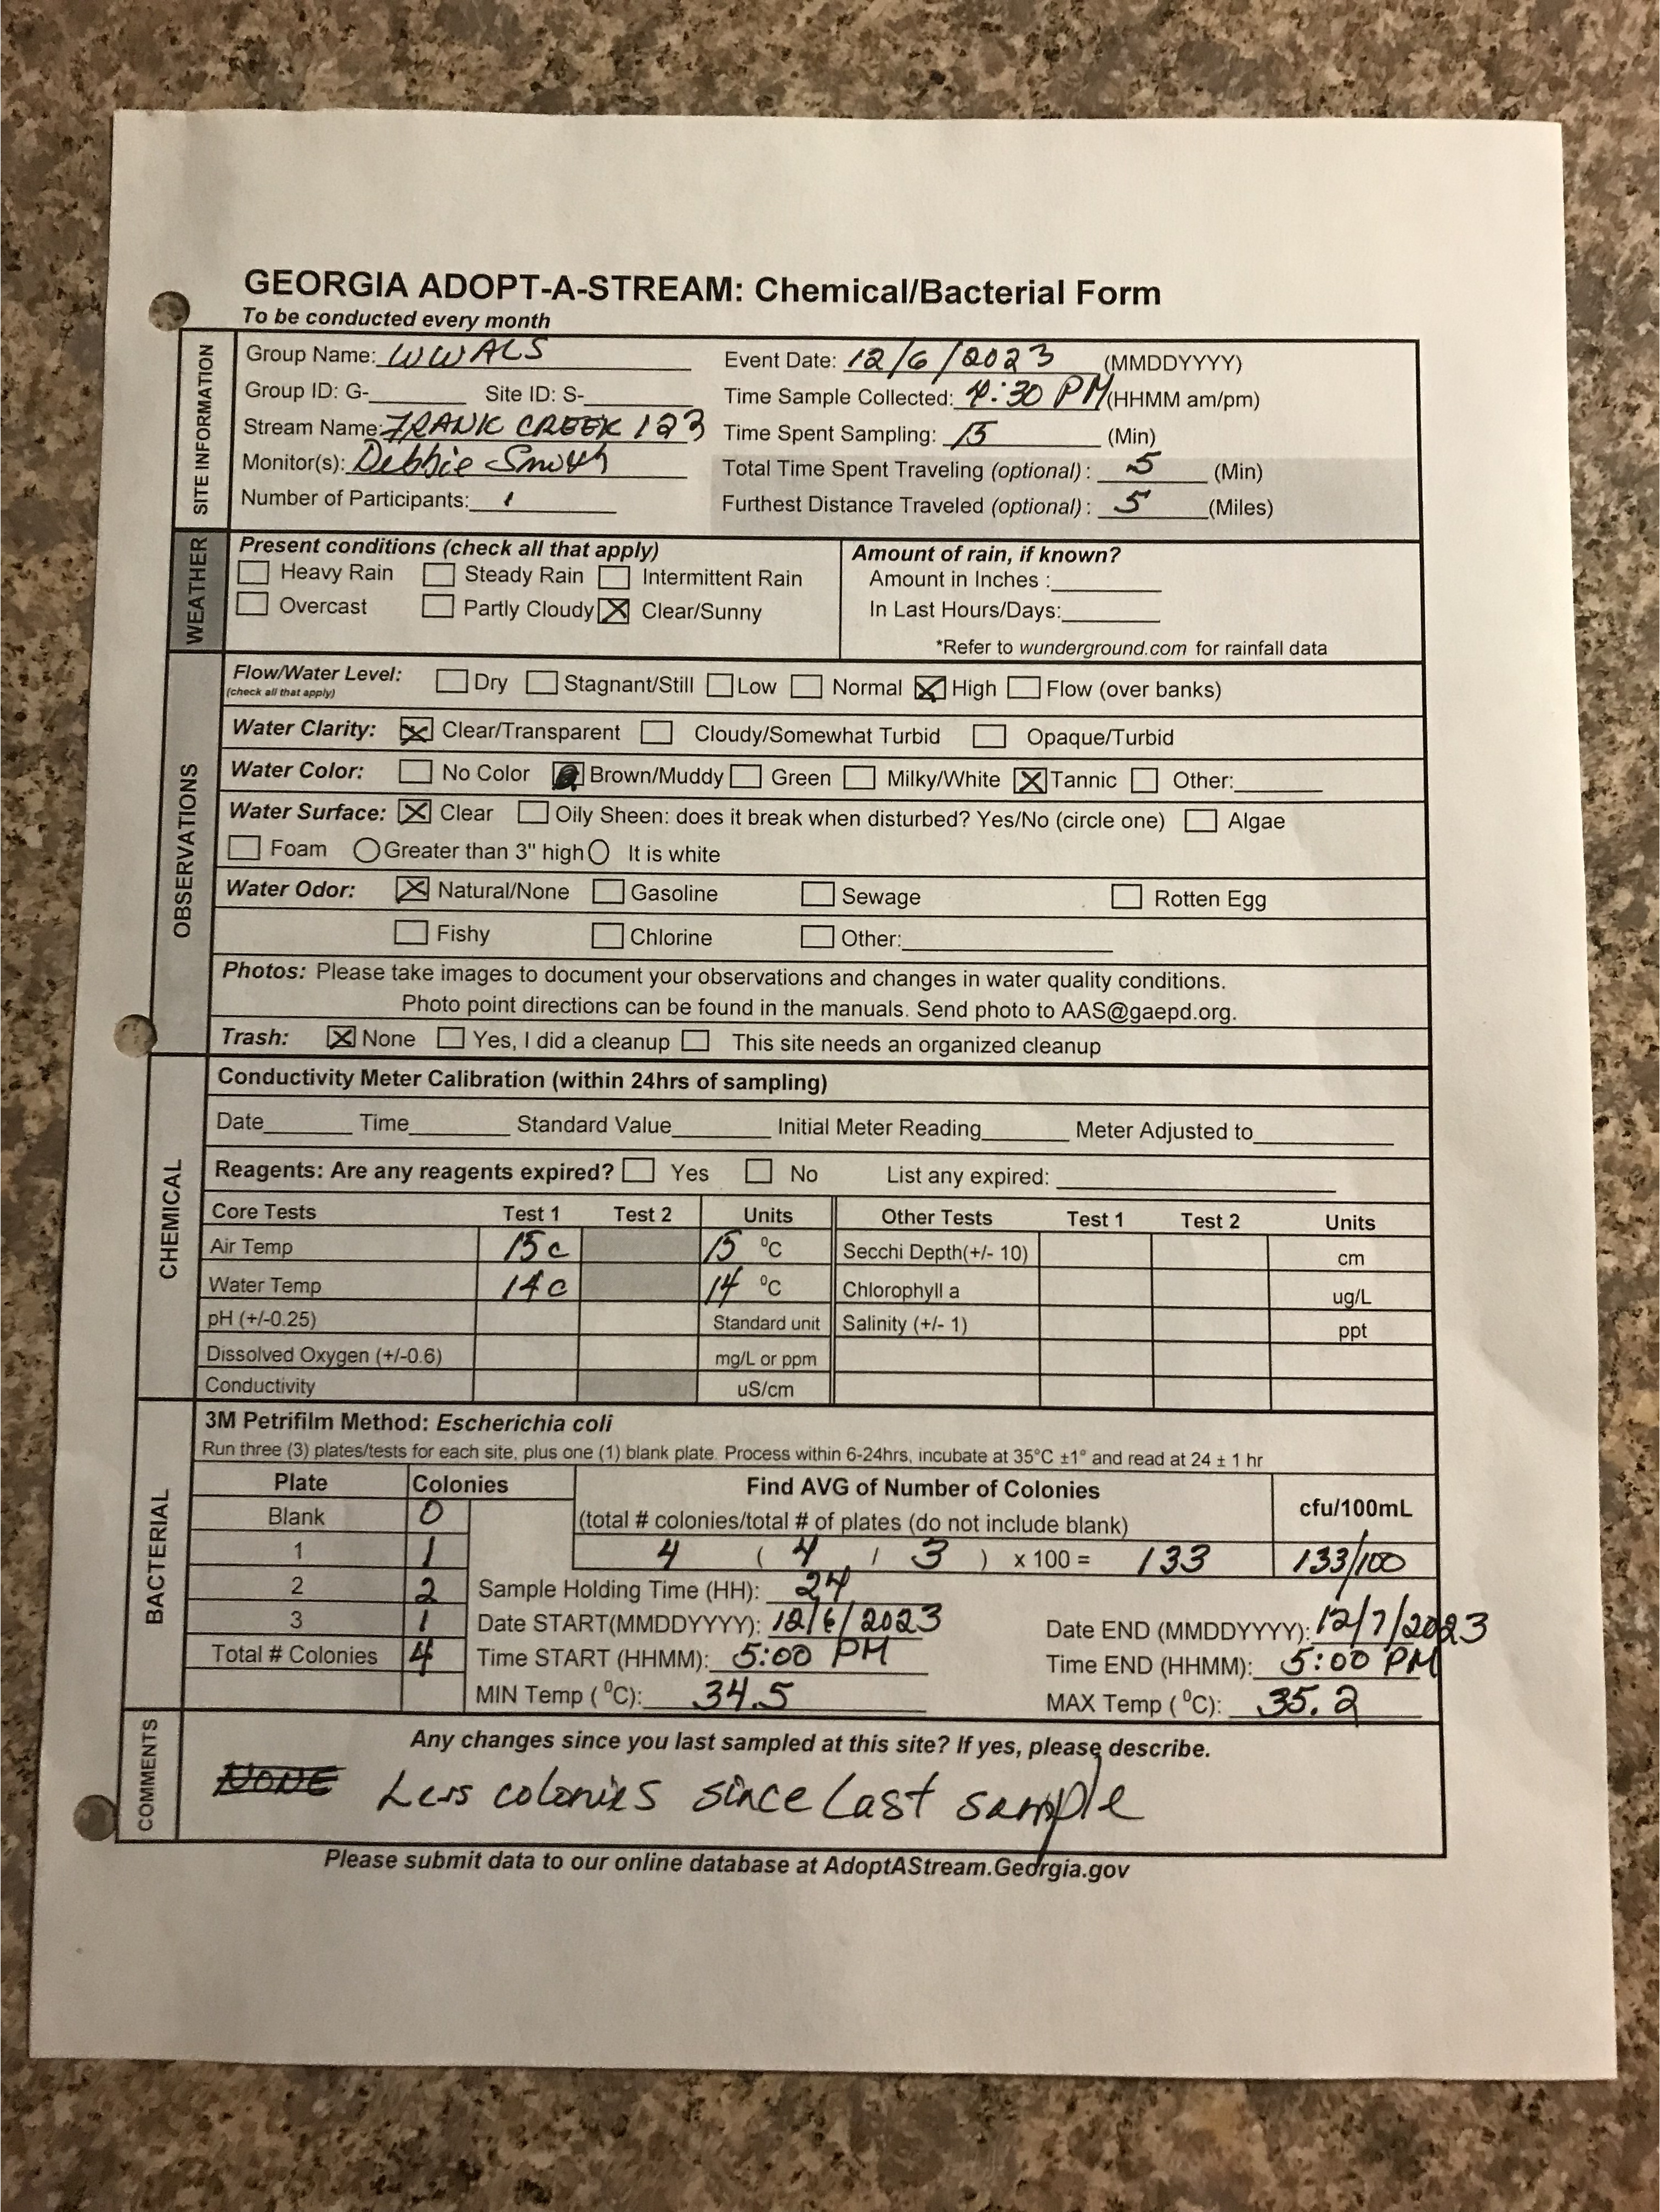 GEORGIA ADOPT-A-STREAM: Chemical/Bacterial Form
To be conducted every month
SITE INFORMATION
Group Name: WWALS Event Date: 12/6/2023 (MMDDYYYY)
Group ID: G- Site ID: S- Time Sample Collected: 4:30 PM (HHMM am/pm)
Stream Name: FRANK CREEK 123 Time Spent Sampling: 15 (Min)
Monitor(s): Debbie Smith Total Time Spent Traveling (optional) : 5 (Min)
Number of Participants: 1 Furthest Distance Traveled (optional) : 5 (Miles)
WEATHER
Present conditions (check all that apply) Amount of rain, if known?
Heavy Rain Steady Rain Intermittent Rain Amount in Inches :
Overcast Partly Cloudy X Clear/Sunny In Last Hours/Days:
*Refer to wunderground.com for rainfall data
OBSERVATIONS
Flow/Water Level: Dry Stagnant/Still Low Normal X High Flow (over banks)
(check all that apply)
Water Clarity: X Clear/Transparent Cloudy/Somewhat Turbid Opaque/Turbid
Water Color: No Color Brown/Muddy Green Milky/White X Tannic Other:
Water Surface: X Clear Oily Sheen: does it break when disturbed? Yes/No (circle one) Algae
Foam Greater than 3" high It is white
Water Odor: X Natural/None Gasoline Sewage Rotten Egg
Fishy Chlorine Other:
Photos: Please take images to document your observations and changes in water quality conditions.
Photo point directions can be found in the manuals. Send photo to AAS@gaepd.org.
Trash: X None Yes, I did a cleanup This site needs an organized cleanup
CHEMICAL
Conductivity Meter Calibration (within 24hrs of sampling)
Date Time Standard Value Initial Meter Reading Meter Adjusted to
Reagents: Are any reagents expired? Yes No List any expired:
Core Tests Test 1 Test 2 Units Other Tests Test 1 Test 2 Units
Air Temp 15c 15 °C Secchi Depth(+/- 10) cm
Water Temp 14c 14 °C Chlorophyll a ug/L
pH (+/-0.25) Standard unit Salinity (+/- 1) ppt
Dissolved Oxygen (+/-0.6) mg/L or ppm
Conductivity uS/cm
BACTERIAL
3M Petrifilm Method: Escherichia coli
Run three (3) plates/tests for each site, plus one (1) blank plate. Process within 6-24hrs, incubate at 35°C ±1° and read at 24 ± 1 hr
Plate Colonies Find AVG of Number of Colonies cfu/100mL
Blank 0 (total # colonies/total # of plates (do not include blank)
1 1 4 ( 4 / 3 ) x 100 = 133 133/100
2 2 Sample Holding Time (HH): 24
3 1 Date START(MMDDYYYY): 12/6/2023 Date END (MMDDYYYY): 12/7/2023
Total # Colonies 4 Time START (HHMM): 5:00 PM Time END (HHMM): 5:00 PM
MIN Temp (°C): 34.5 MAX Temp (°C): 35.2
COMMENTS
Any changes since you last sampled at this site? If yes, please describe.
NONE Less colonies since Last sample
Please submit data to our online database at AdoptAStream.Georgia.gov